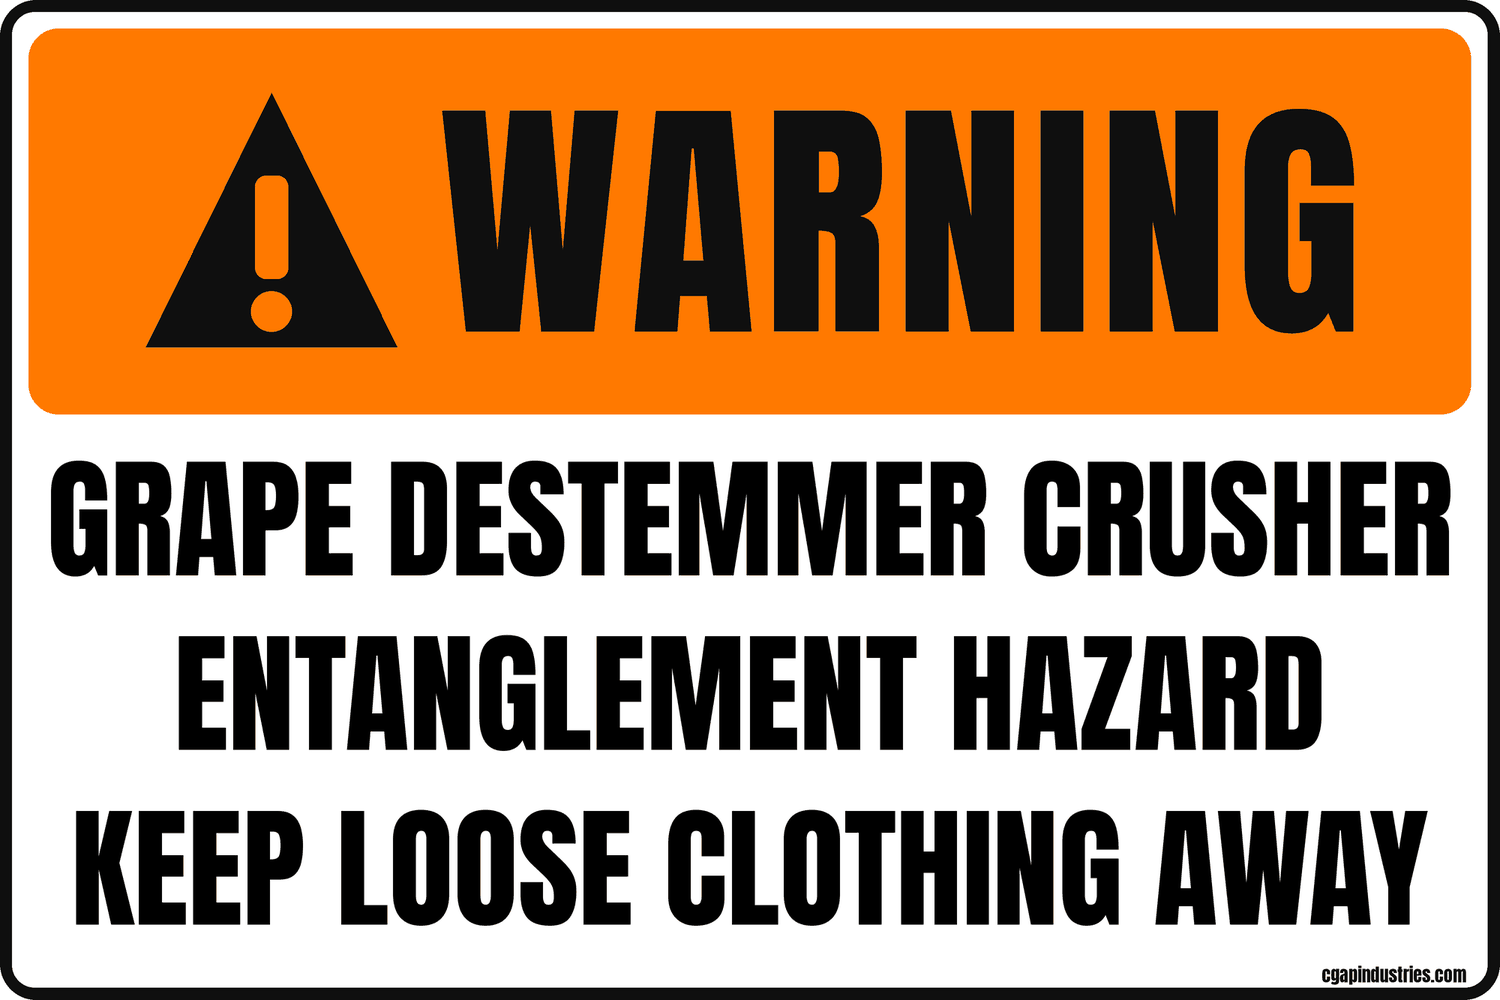 WARNING
GRAPE DESTEMMER CRUSHER
ENTANGLEMENT HAZARD
KEEP LOOSE CLOTHING AWAY
cgapindustries.com